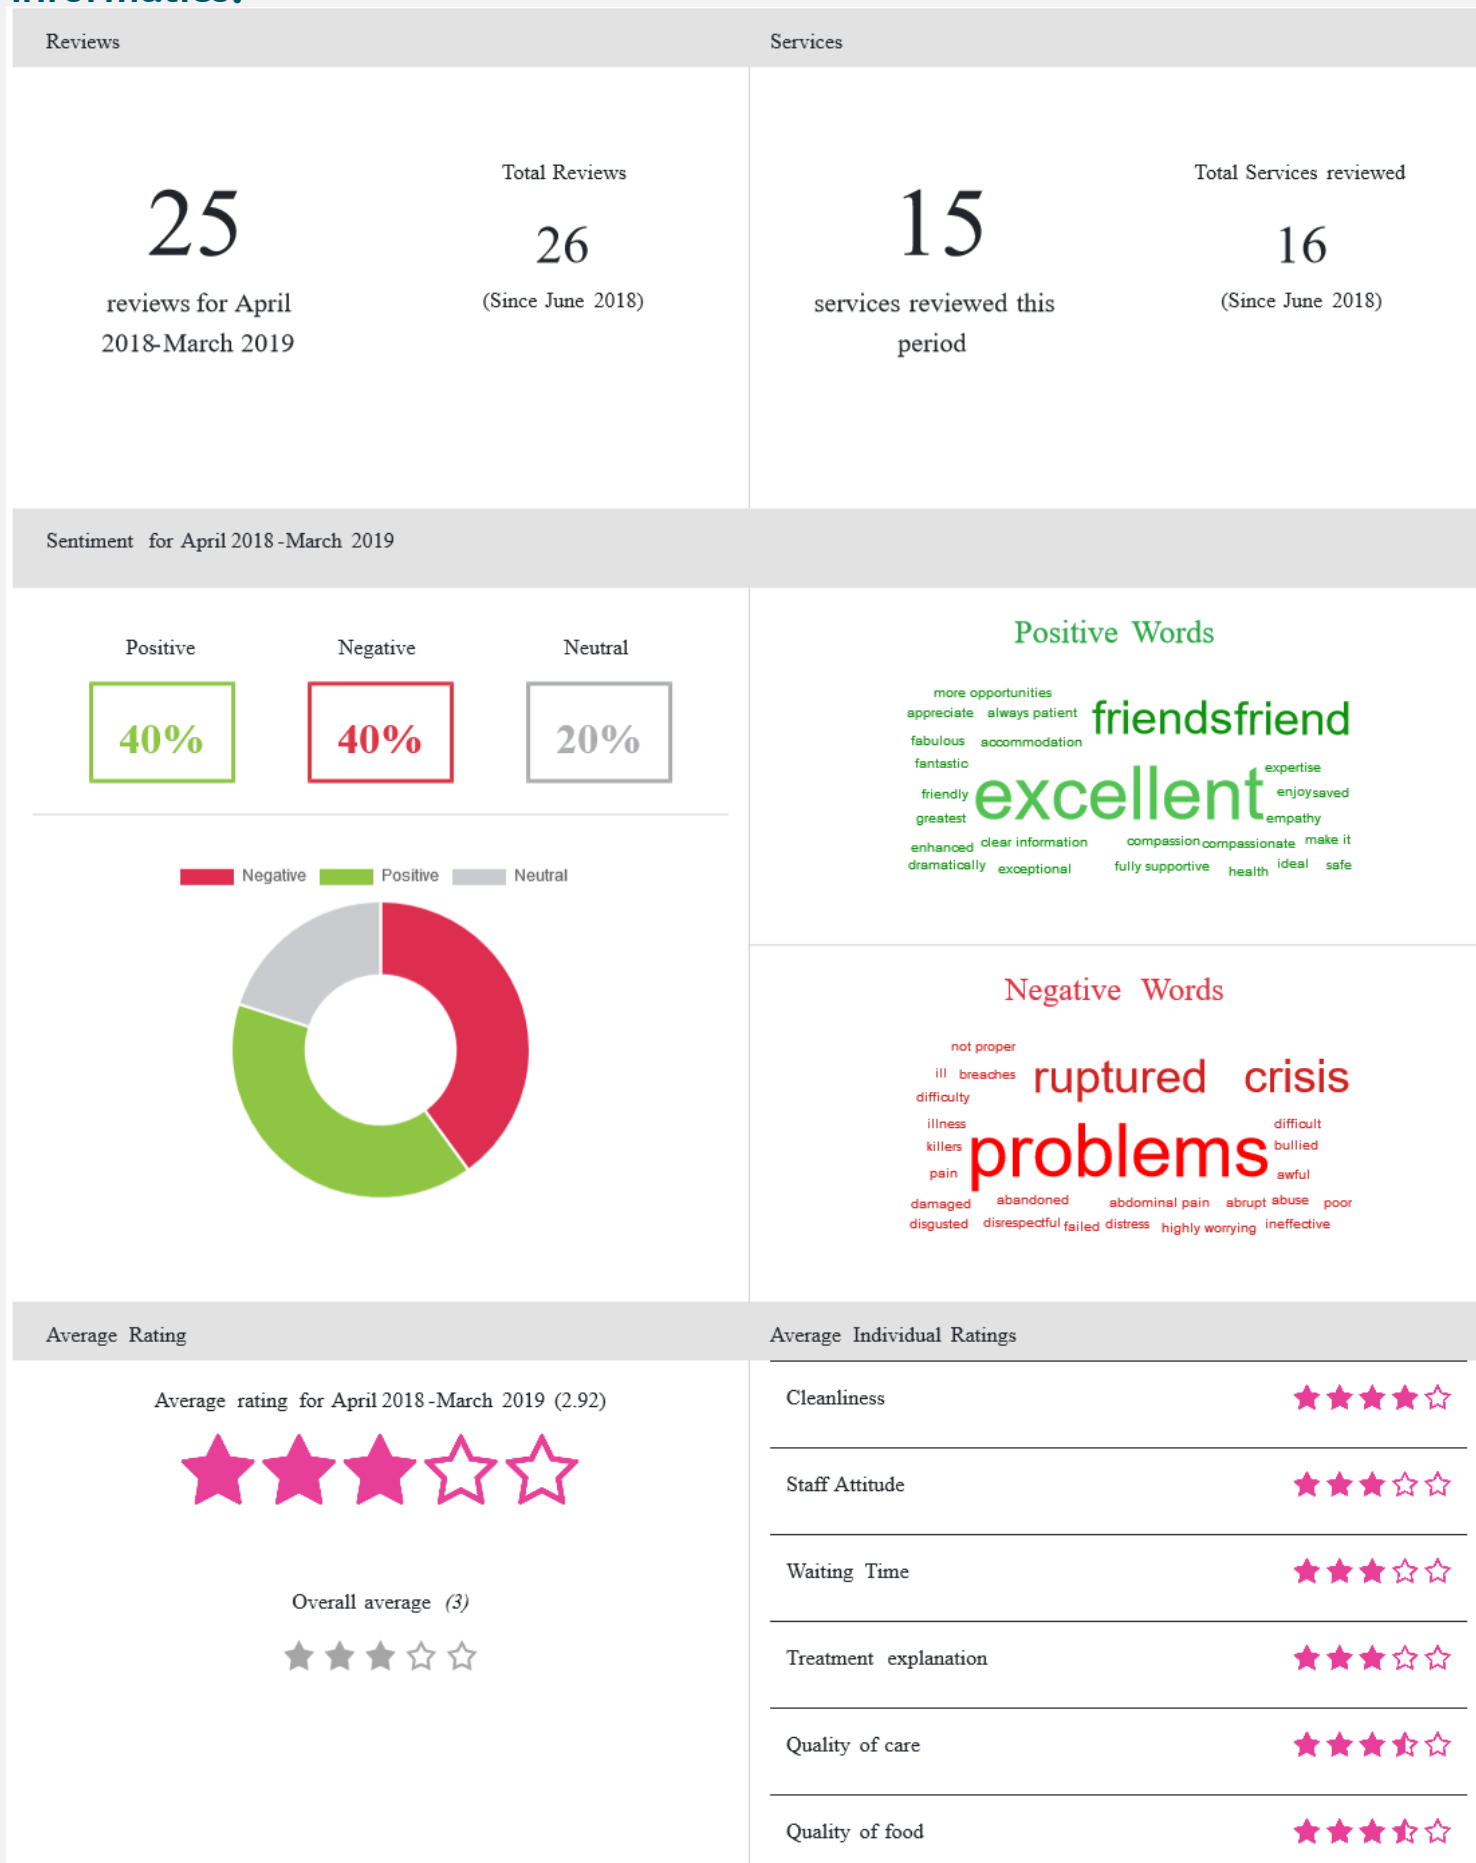 informatics.
Reviews
Services
25
reviews for April
2018-March 2019
Total Reviews
26
(Since June 2018)
15
services reviewed this
period
Total Services reviewed
16
(Since June 2018)
Sentiment for April 2018 -March 2019
Positive Negative Neutral
40% 40% 20%
Negative Positive Neutral
Positive Words
more opportunities
appreciate always patient friendsfriend
fabulous accommodation
fantastic expertise
friendly excellent enjoy saved
greatest empathy
enhanced clear information compassion compassionate make it
dramatically exceptional fully supportive health ideal safe
Negative Words
not proper
ill breaches ruptured crisis
difficulty
illness difficult
killers problems bullied
pain awful
damaged abandoned abdominal pain abrupt abuse poor
disgusted disrespectful failed distress highly worrying ineffective
Average Rating
Average rating for April 2018 -March 2019 (2.92)
Overall average (3)
Average Individual Ratings
Cleanliness
Staff Attitude
Waiting Time
Treatment explanation
Quality of care
Quality of food